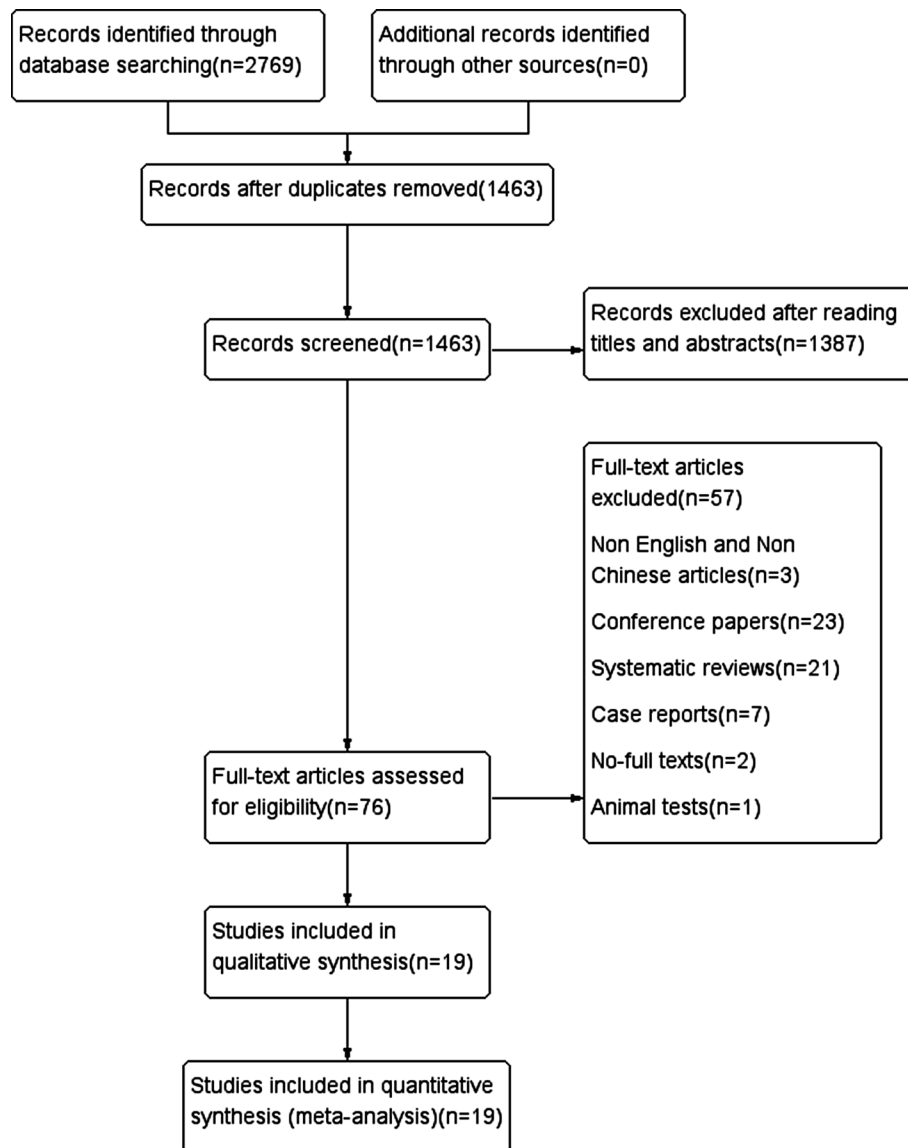 Records identified through
database searching(n=2769)
Additional records identified
through other sources(n=0)
Records after duplicates removed(1463)
Records screened(n=1463)
Records excluded after reading
titles and abstracts(n=1387)
Full-text articles
excluded(n=57)
Non English and Non
Chinese articles(n=3)
Conference papers(n=23)
Systematic reviews(n=21)
Case reports(n=7)
No-full texts(n=2)
Animal tests(n=1)
Full-text articles assessed
for eligibility(n=76)
Studies included in
qualitative synthesis(n=19)
Studies included in quantitative
synthesis (meta-analysis)(n=19)